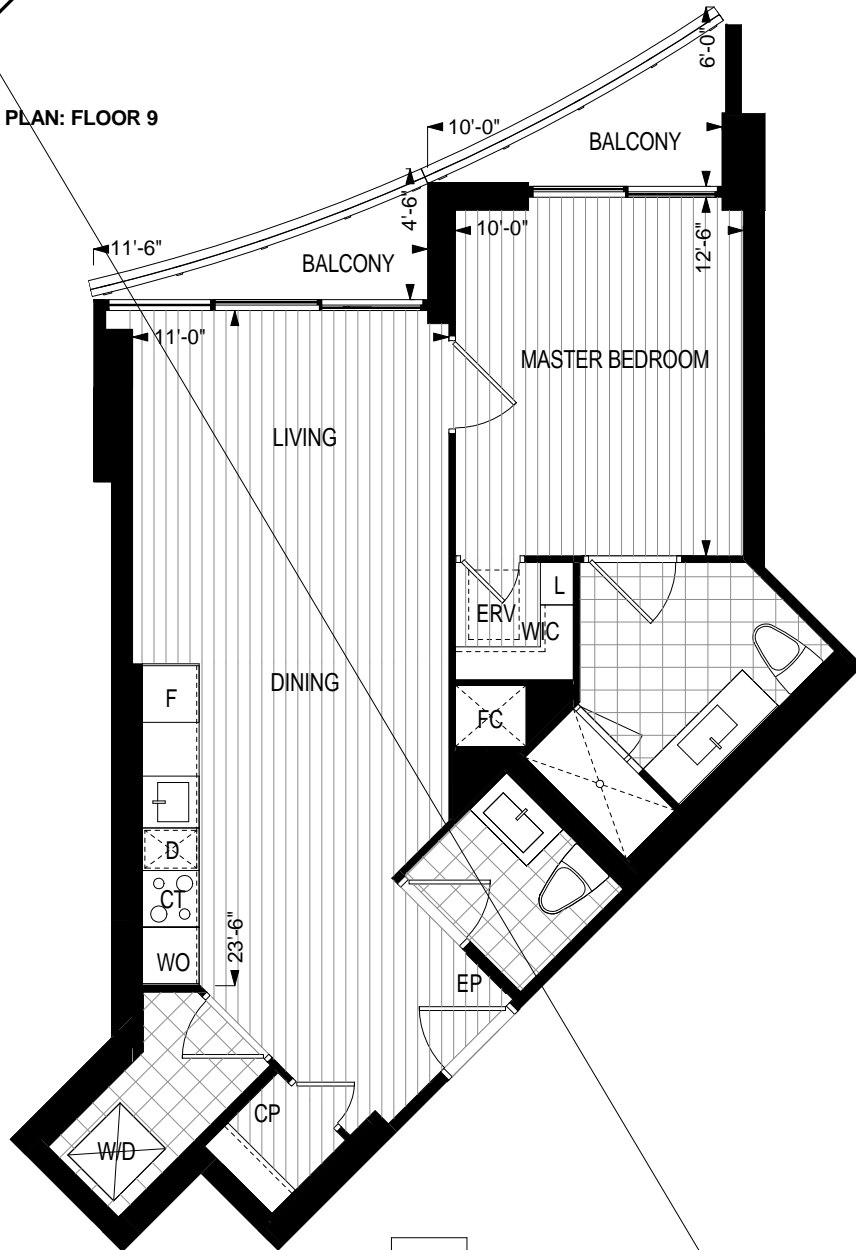 6'-0"
PLAN: FLOOR 9
10'-0"
BALCONY
4'-6"
11'-6"
BALCONY
10'-0"
12'-6"
11'-0"
MASTER BEDROOM
LIVING
L
ERV
WIC
DINING
F
FC
D
CT
23'-6"
WO
EP
CP
W/D